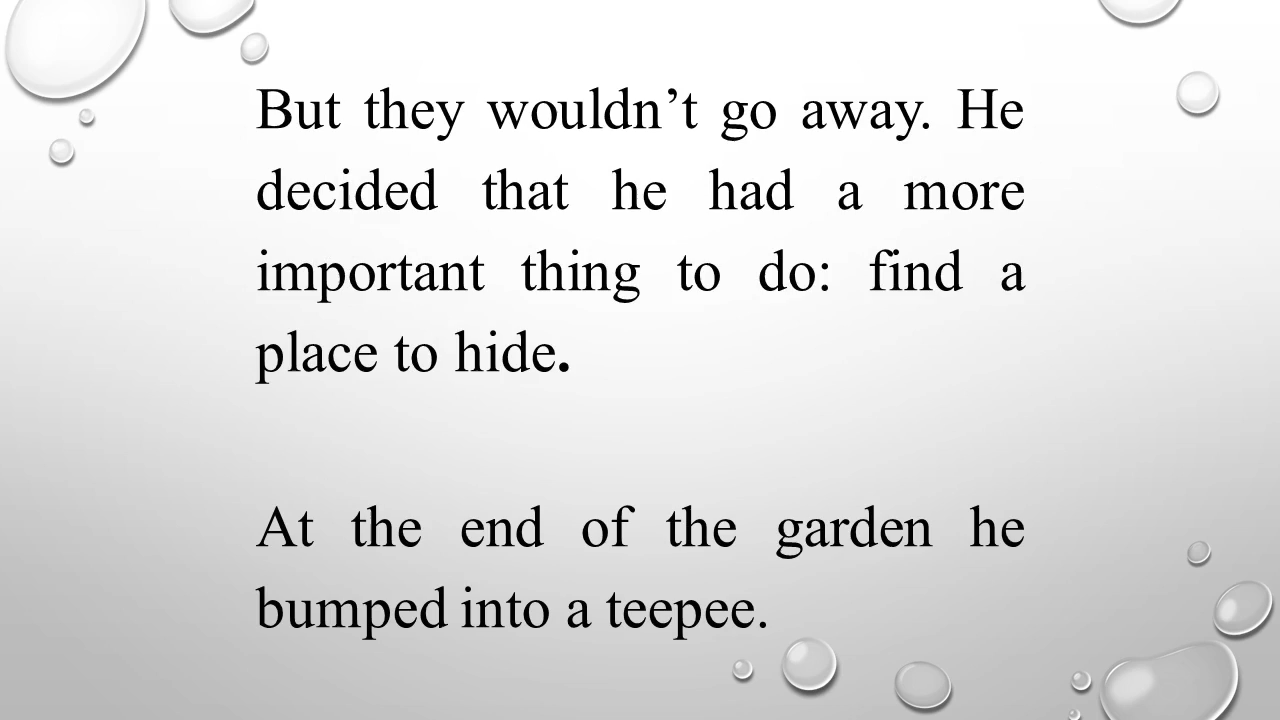 But they wouldn’t go away. He
decided that he had a more
important thing to do: find a
place to hide.
At the end of the garden he
bumped into a teepee.